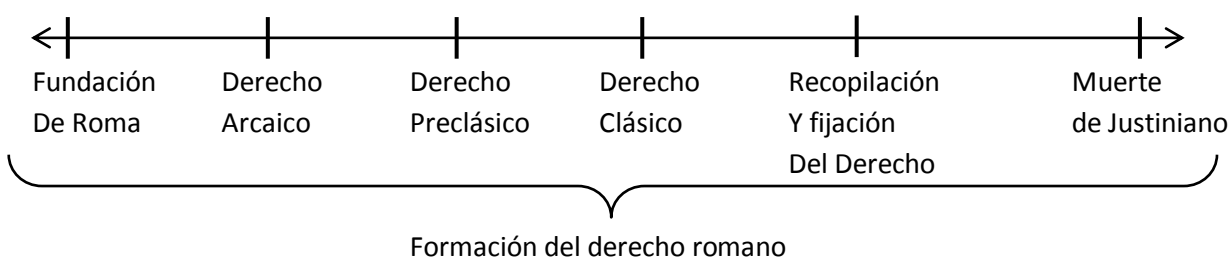 Fundación
De Roma
Derecho
Arcaico
Derecho
Preclásico
Derecho
Clásico
Recopilación
Y fijación
Del Derecho
Muerte
de Justiniano
Formación del derecho romano